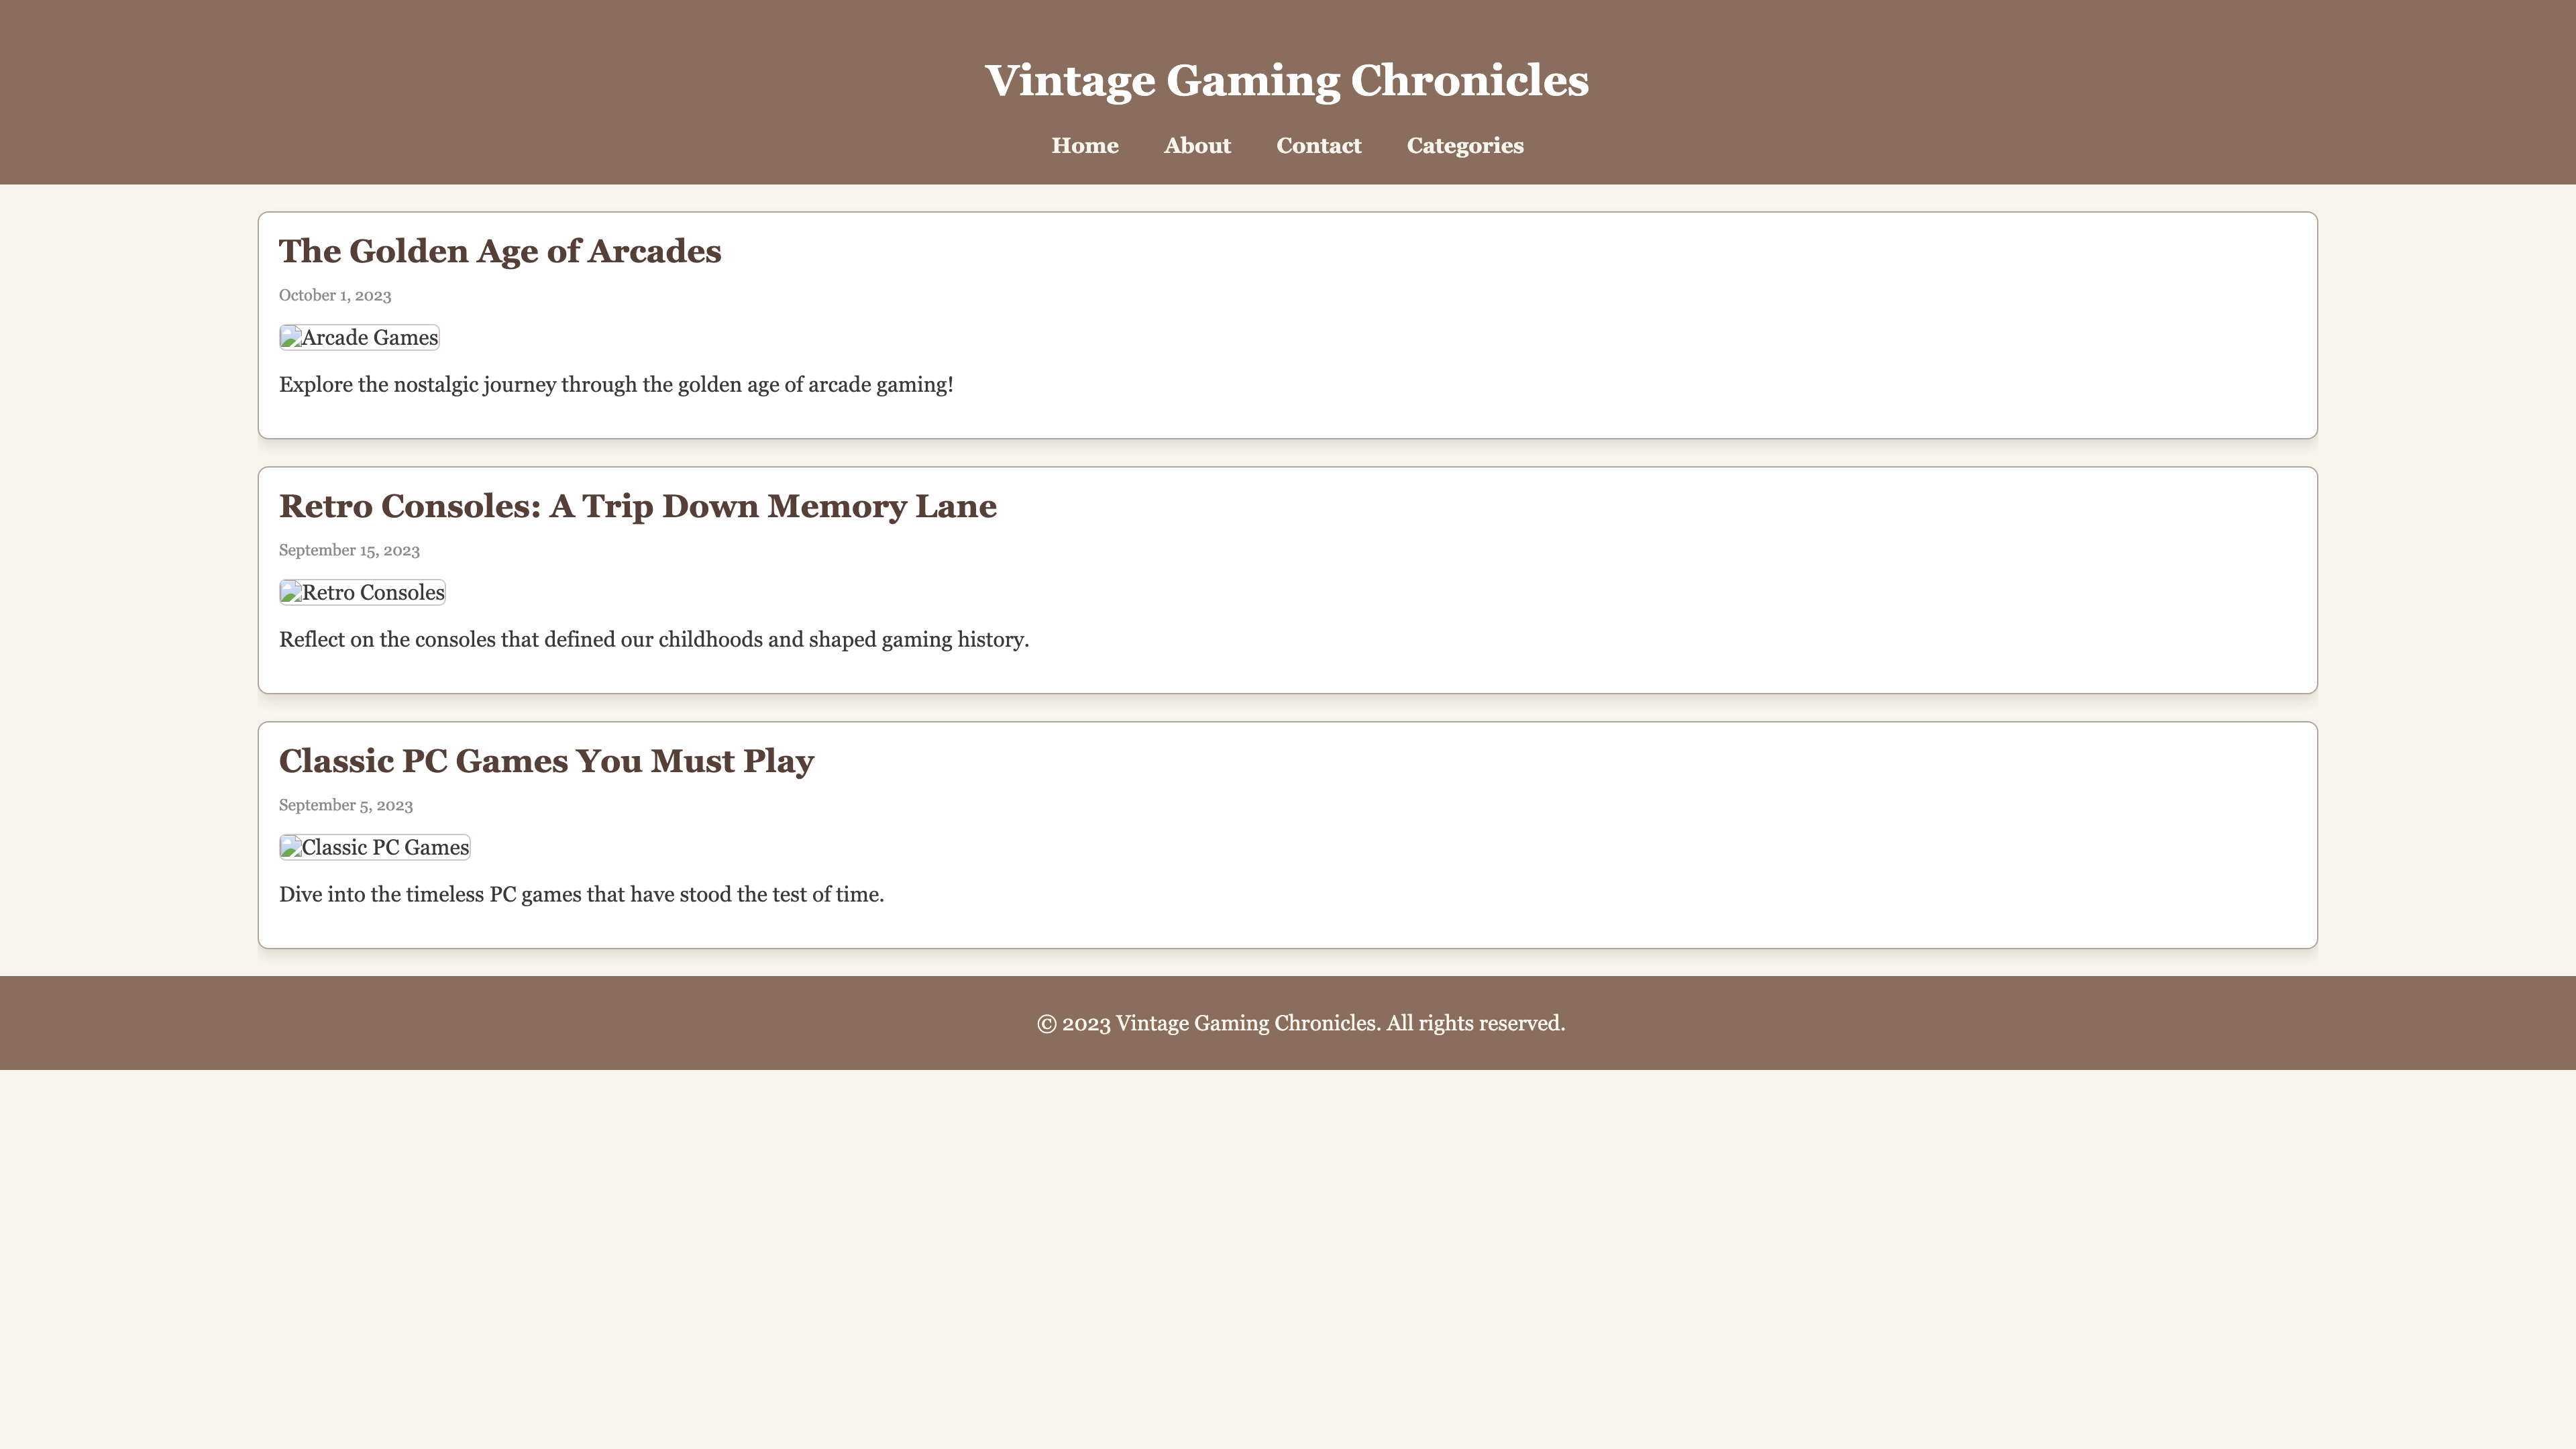 Vintage Gaming Chronicles
Home About Contact Categories
The Golden Age of Arcades
October 1, 2023
Arcade Games
Explore the nostalgic journey through the golden age of arcade gaming!
Retro Consoles: A Trip Down Memory Lane
September 15, 2023
Retro Consoles
Reflect on the consoles that defined our childhoods and shaped gaming history.
Classic PC Games You Must Play
September 5, 2023
Classic PC Games
Dive into the timeless PC games that have stood the test of time.
© 2023 Vintage Gaming Chronicles. All rights reserved.